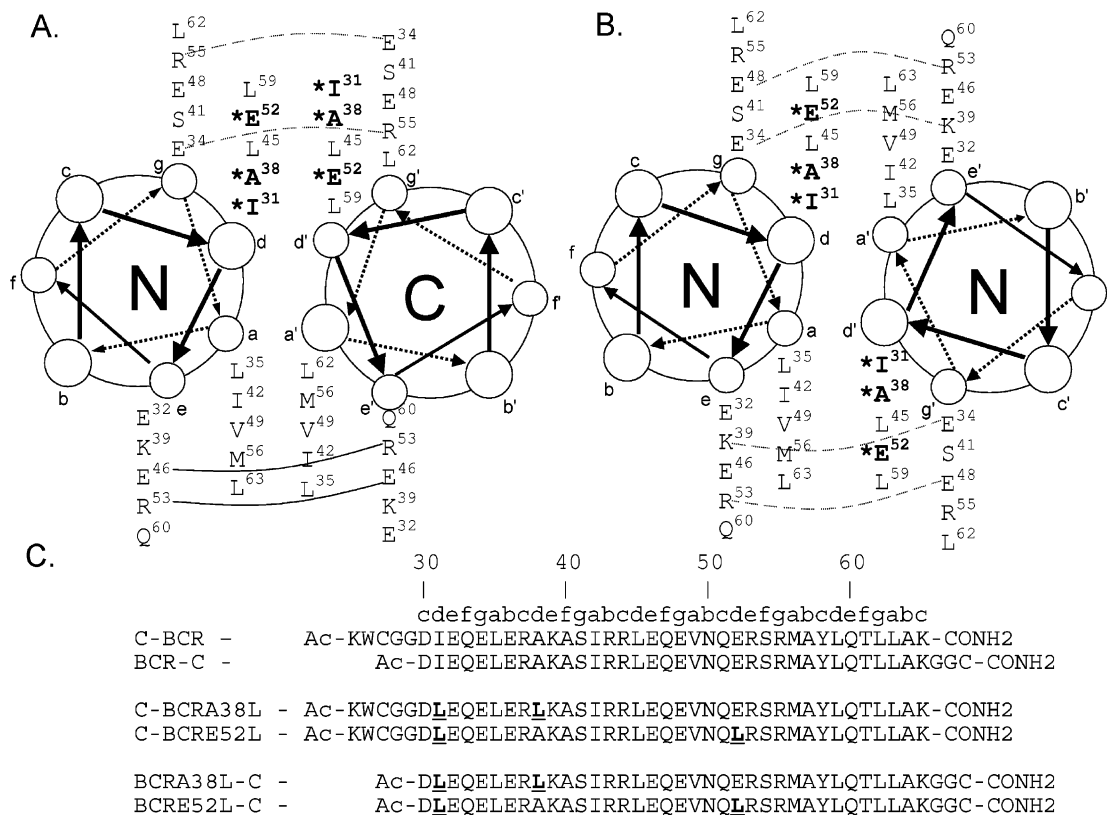 A.
B.
L62
R55
E48
S41
E34
L59
*E52
L45
*A38
*I31
*I31
*A38
L45
*E52
L59
E34
S41
E48
R55
L62
g
c
d
f
N
a
b
e
g'
c'
d'
C
f'
a'
b'
e'
E32
K39
E46
R53
Q60
L35
I42
V49
M56
L63
L62
M56
V49
I42
L35
Q60
R53
E46
K39
E32
L62
R55
E48
S41
E34
L59
*E52
L45
*A38
*I31
L63
M56
V49
I42
L35
Q60
R53
E46
K39
E32
g
c
d
f
N
a
b
e
e'
b'
a'
N
d'
c'
g'
E32
K39
E46
R53
Q60
L35
I42
V49
M56
L63
*I31
*A38
L45
*E52
L59
E34
S41
E48
R55
L62
C.
30 40 50 60
cdefgabcdefgabcdefgabcdefgabcdefgabc
C-BCR - Ac-KWCGGDIEQELERAKASIRRLEQEVNQERSRMAYLQTLLAK-CONH2
BCR-C - Ac-DIEQELERAKASIRRLEQEVNQERSRMAYLQTLLAKGGC-CONH2
C-BCRA38L - Ac-KWCGGDLEQELERLKASIRRLEQEVNQERSRMAYLQTLLAK-CONH2
C-BCRE52L - Ac-KWCGGDLEQELERAKASIRRLEQEVNQLRSRMAYLQTLLAK-CONH2
BCRA38L-C - Ac-DLEQELERLKASIRRLEQEVNQERSRMAYLQTLLAKGGC-CONH2
BCRE52L-C - Ac-DLEQELERAKASIRRLEQEVNQLRSRMAYLQTLLAKGGC-CONH2